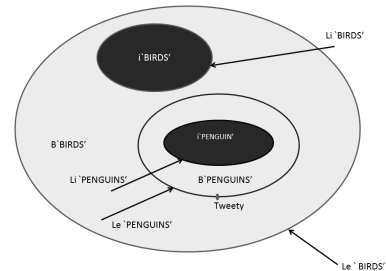 Li `BIRDS’
i`BIRDS’
i`PENGUIN’
B`BIRDS’
Li `PENGUINS’
B`PENGUINS’
Tweety
Le `PENGUINS’
Le ` BIRDS’